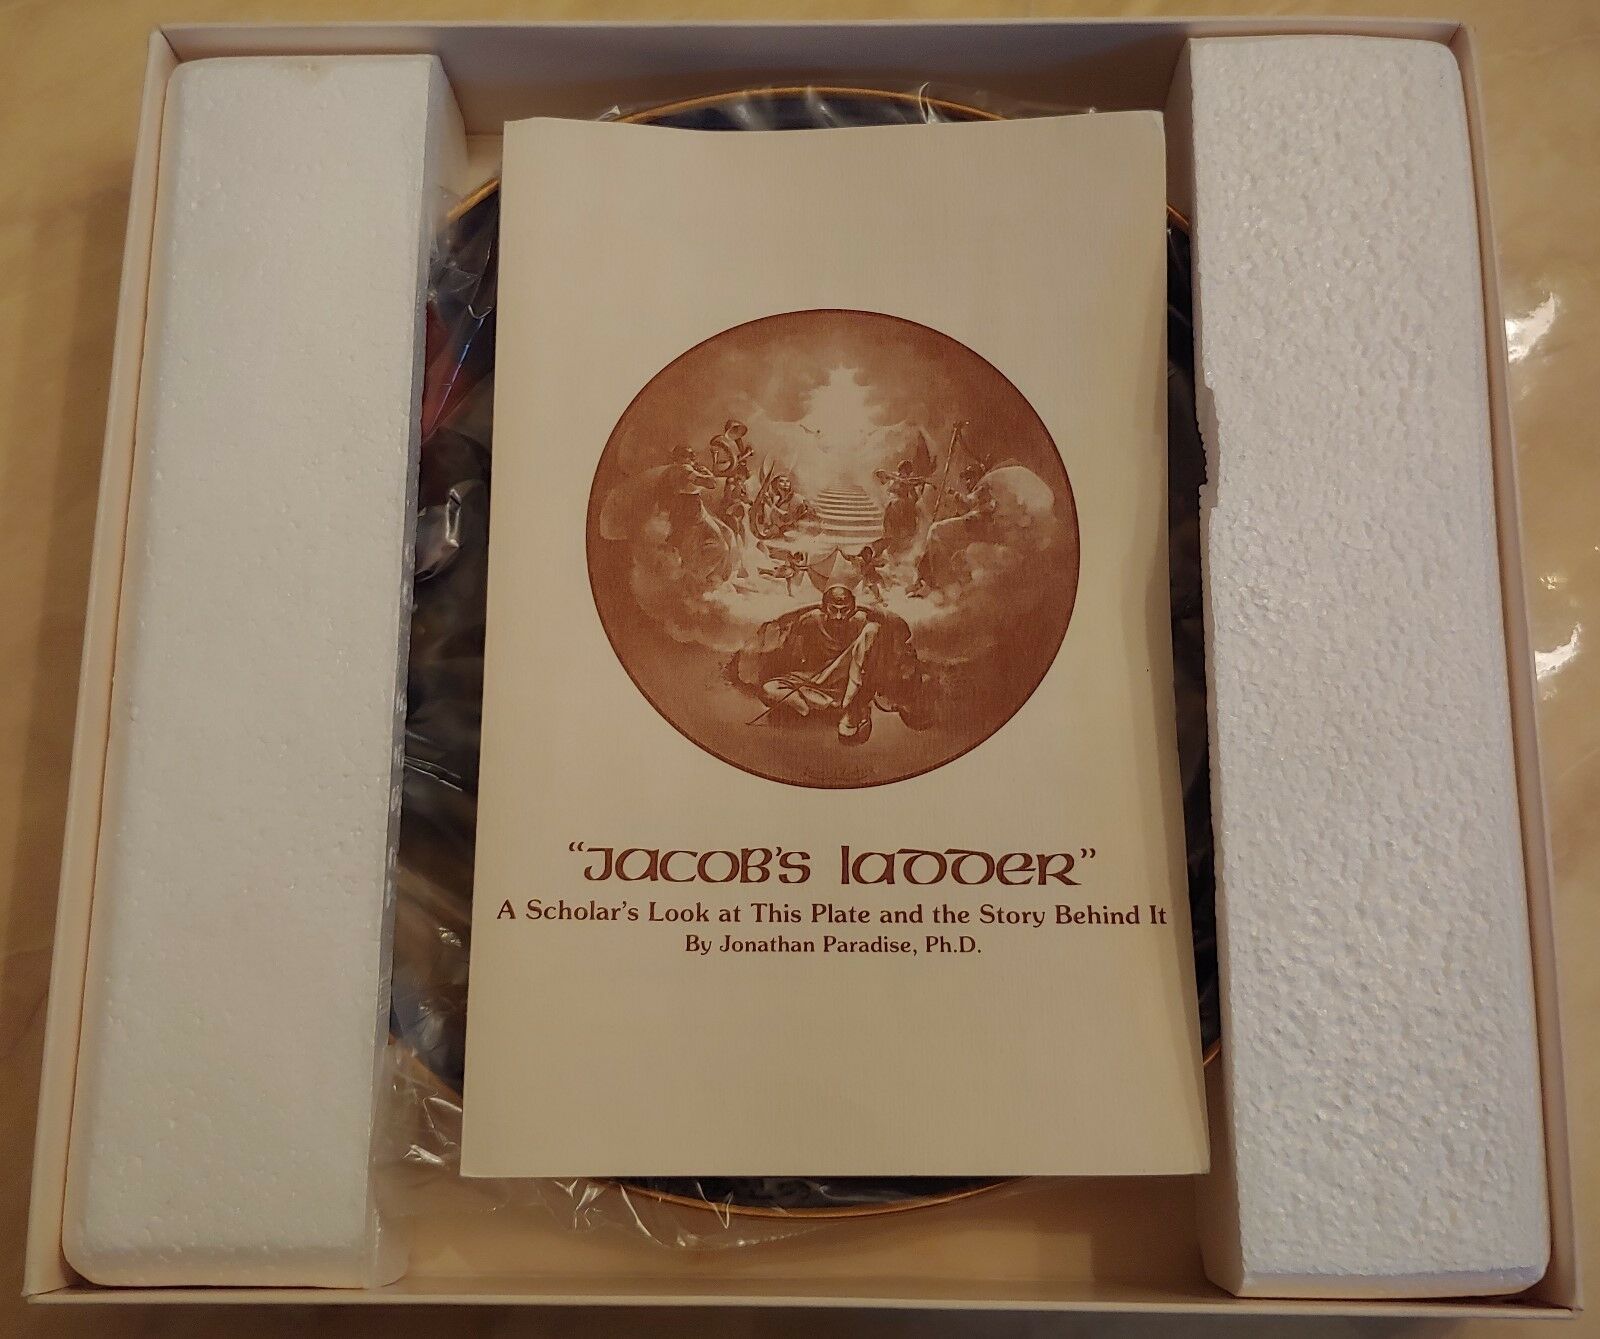 "JACOB'S LADDER"
A Scholar's Look at This Plate and the Story Behind It
By Jonathan Paradise, Ph.D.